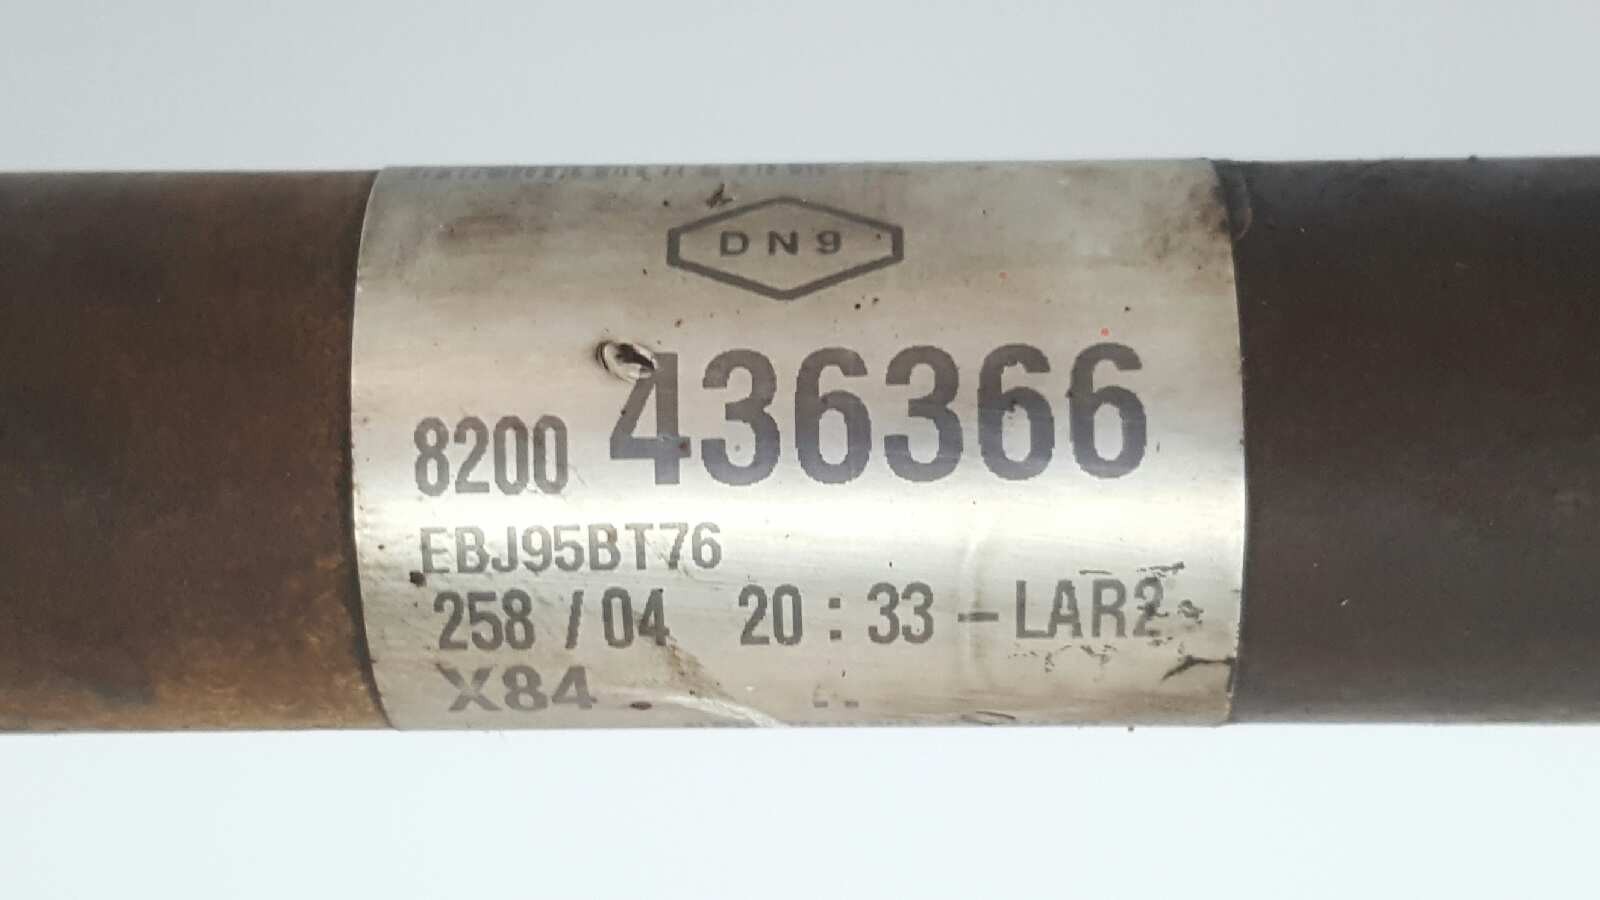 DN9
8200 436366
EBJ95BT76
258 / 04 20 : 33 - LAR2
X84